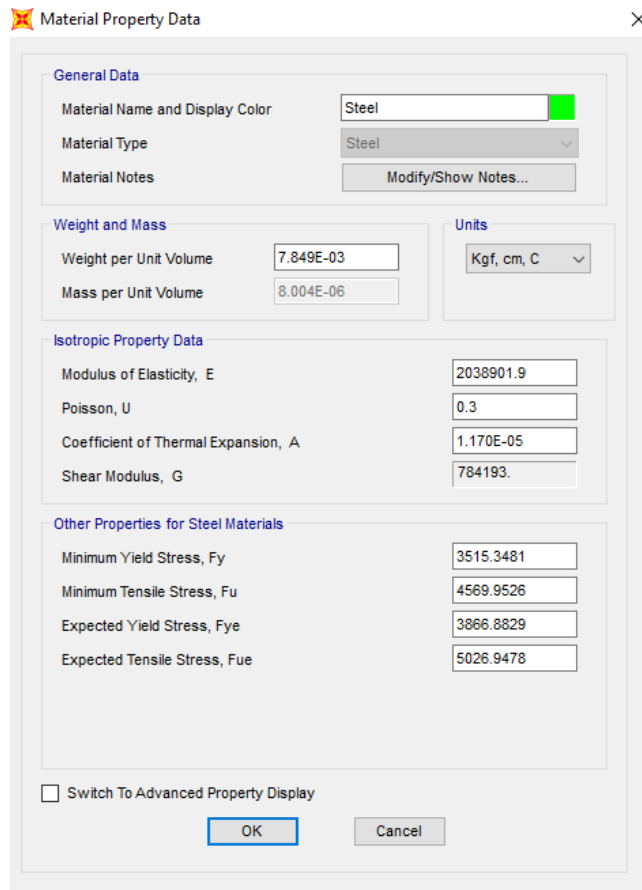 Material Property Data
General Data
Material Name and Display Color Steel
Material Type Steel
Material Notes Modify/Show Notes...
Weight and Mass
Weight per Unit Volume 7.849E-03
Mass per Unit Volume 8.004E-06
Units
Kgf, cm, C
Isotropic Property Data
Modulus of Elasticity, E 2038901.9
Poisson, U 0.3
Coefficient of Thermal Expansion, A 1.170E-05
Shear Modulus, G 784193.
Other Properties for Steel Materials
Minimum Yield Stress, Fy 3515.3481
Minimum Tensile Stress, Fu 4569.9526
Expected Yield Stress, Fye 3866.8829
Expected Tensile Stress, Fue 5026.9478
Switch To Advanced Property Display
OK Cancel